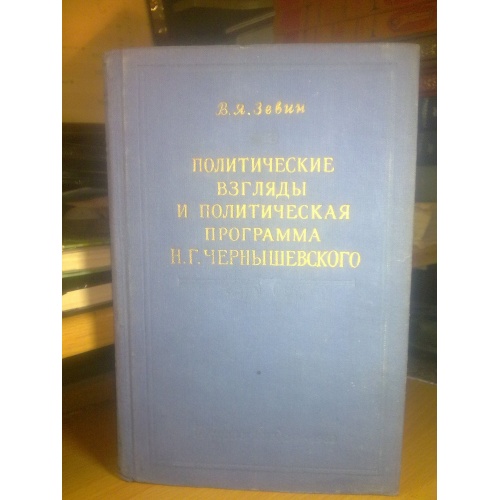 В. Я. Зевин
ПОЛИТИЧЕСКИЕ
ВЗГЛЯДЫ
И ПОЛИТИЧЕСКАЯ
ПРОГРАММА
Н. Г. ЧЕРНЫШЕВСКОГО